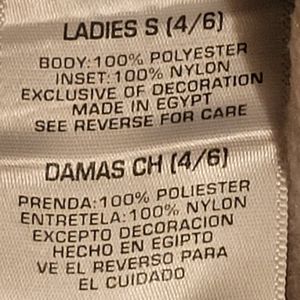 LADIES S (4/6)
BODY:100% POLYESTER
INSET:100% NYLON
EXCLUSIVE OF DECORATION
MADE IN EGYPT
SEE REVERSE FOR CARE
DAMAS CH (4/6)
PRENDA:100% POLIESTER
ENTRETELA:100% NYLON
EXCEPTO DECORACION
HECHO EN EGIPTO
VE EL REVERSO PARA
EL CUIDADO